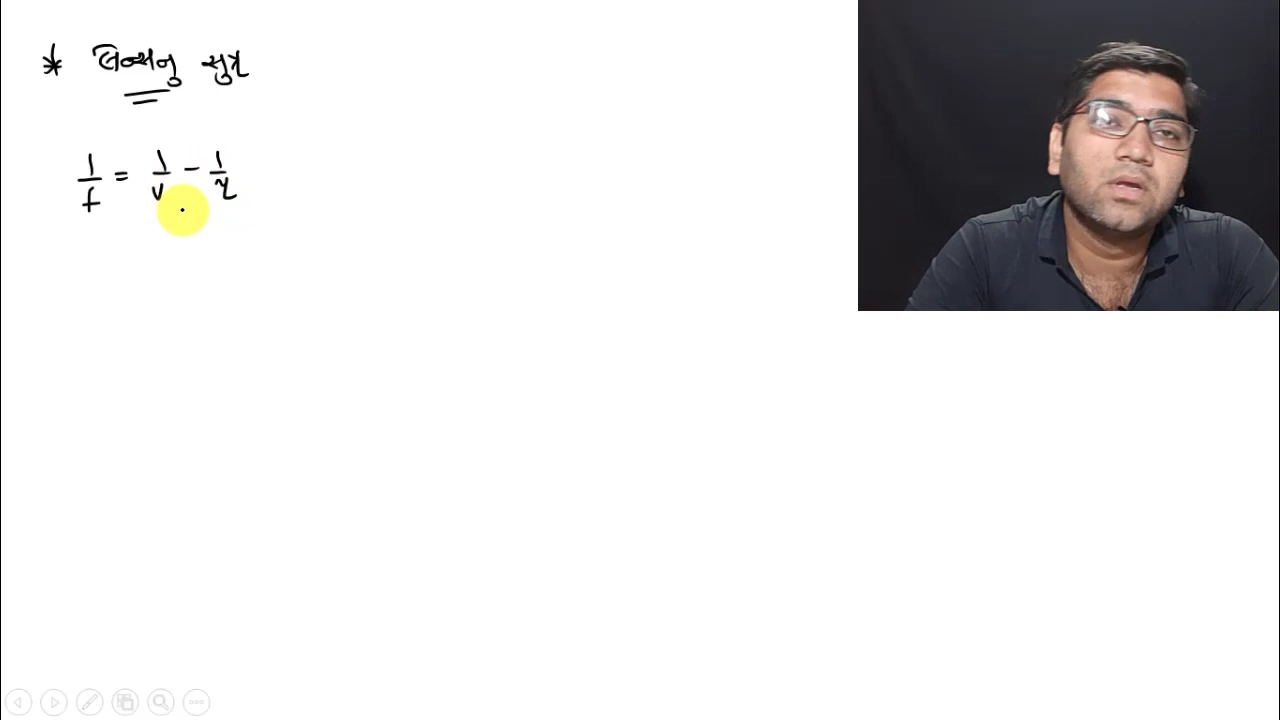 * લેન્સનુ સુત્ર
1/f = 1/v - 1/u